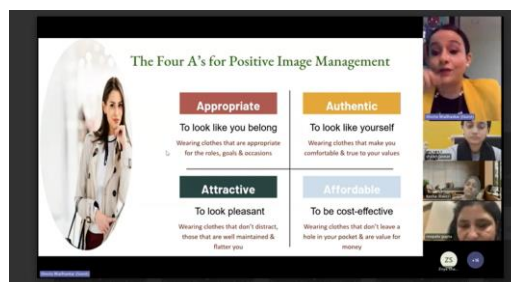 The Four A's for Positive Image Management
Appropriate
To look like you belong
Wearing clothes that are appropriate
for the roles, goals & occasions
Authentic
To look like yourself
Wearing clothes that make you
comfortable & true to your values
Attractive
To look pleasant
Wearing clothes that don't distract,
those that are well maintained &
flatter you
Affordable
To be cost-effective
Wearing clothes that don't leave a
hole in your pocket & are value for
money
ZS